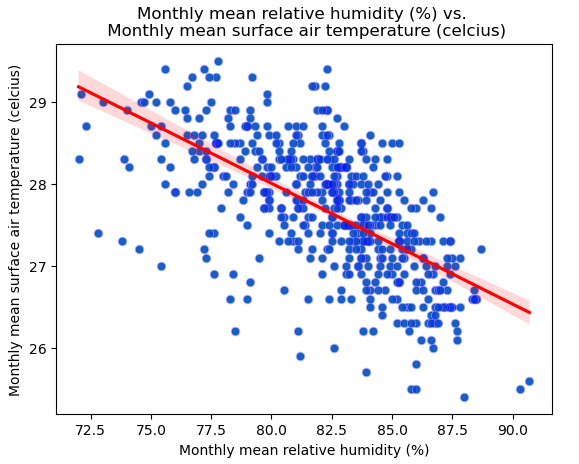 Monthly mean relative humidity (%) vs.
Monthly mean surface air temperature (celcius)
Monthly mean surface air temperature (celcius)
29
28
27
26
72.5 75.0 77.5 80.0 82.5 85.0 87.5 90.0
Monthly mean relative humidity (%)